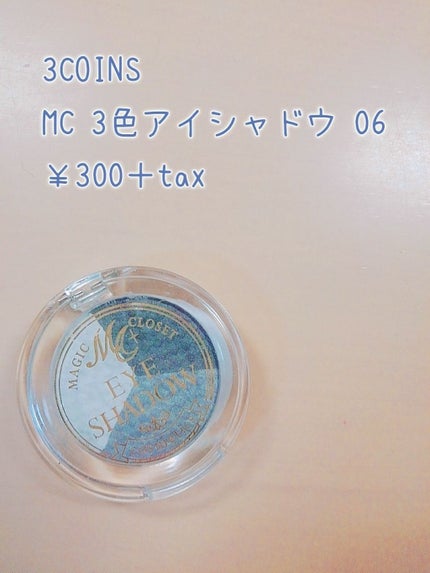 3COINS
MC 3色アイシャドウ 06
￥300＋tax
MAGIC CLOSET
MC
EYE
SHADOW